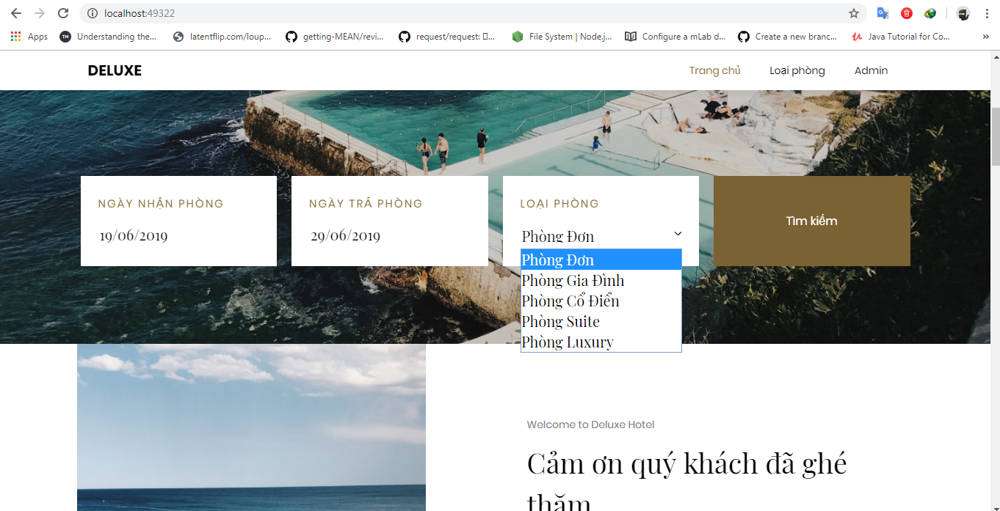 localhost:49322
Apps
Understanding the...
latentflip.com/loup...
getting-MEAN/revi...
request/request: ...
File System | Node.j...
Configure a mLab d...
Create a new branc...
Java Tutorial for Co...
»
DELUXE
Trang chủ
Loại phòng
Admin
NGÀY NHẬN PHÒNG
19/06/2019
NGÀY TRẢ PHÒNG
29/06/2019
LOẠI PHÒNG
Phòng Đơn
Phòng Đơn
Phòng Gia Đình
Phòng Cổ Điển
Phòng Suite
Phòng Luxury
Tìm kiếm
Welcome to Deluxe Hotel
Cảm ơn quý khách đã ghé
thăm